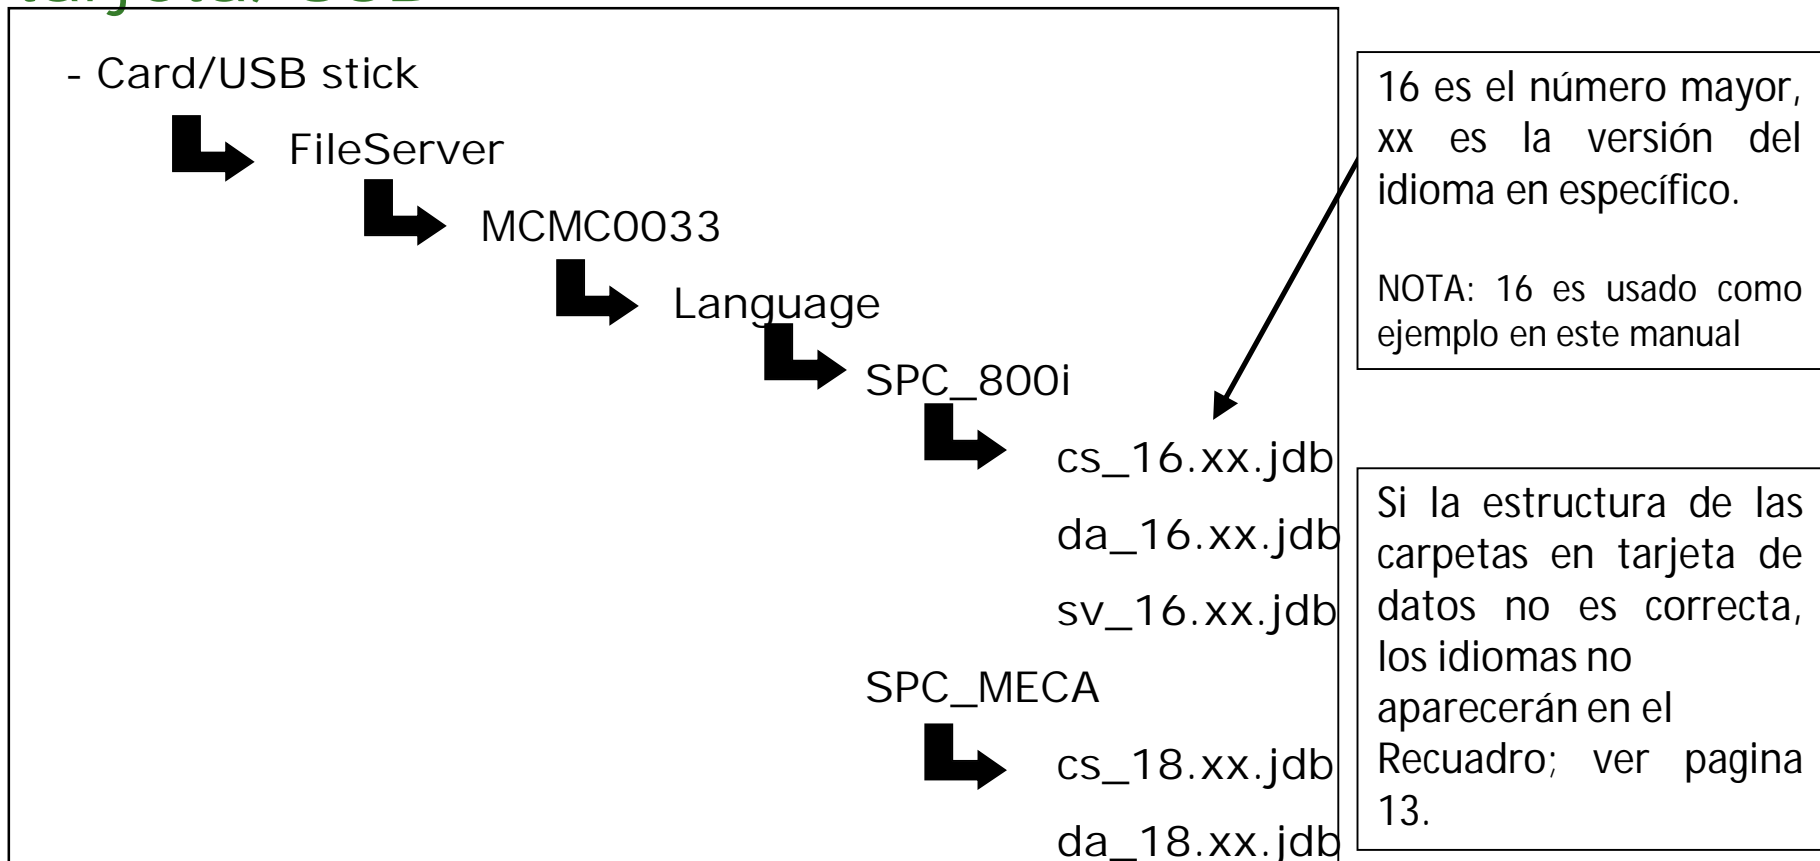 tarjeta/USB
- Card/USB stick
FileServer
MCMC0033
Language
SPC_800i
cs_16.xx.jdb
da_16.xx.jdb
sv_16.xx.jdb
SPC_MECA
cs_18.xx.jdb
da_18.xx.jdb
16 es el número mayor,
xx es la versión del
idioma en específico.
NOTA: 16 es usado como
ejemplo en este manual
Si la estructura de las
carpetas en tarjeta de
datos no es correcta,
los idiomas no
aparecerán en el
Recuadro; ver pagina
13.